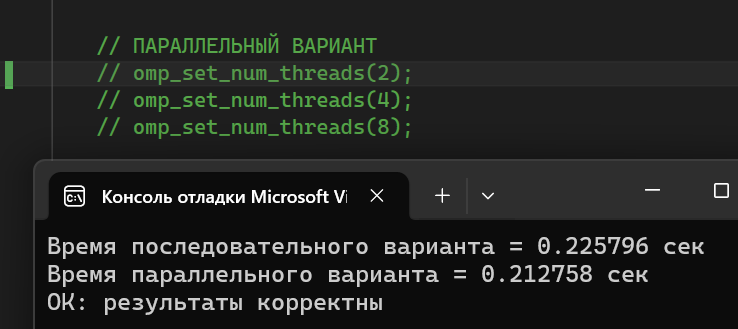 // ПАРАЛЛЕЛЬНЫЙ ВАРИАНТ
// omp_set_num_threads(2);
// omp_set_num_threads(4);
// omp_set_num_threads(8);
Консоль отладки Microsoft Vi
Время последовательного варианта = 0.225796 сек
Время параллельного варианта = 0.212758 сек
ОК: результаты корректны